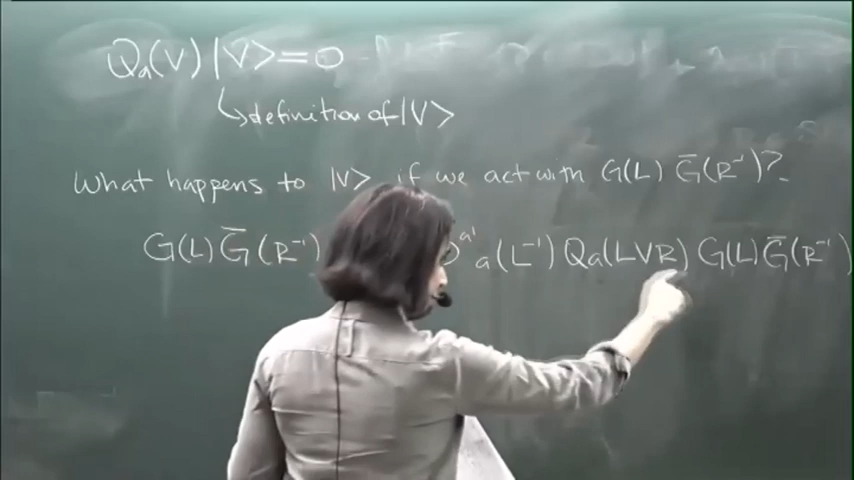 Qₐ(V) |V> = 0
↳ definition of |V>
What happens to |V> if we act with G(L) G̅(R⁻¹)?
G(L) G̅(R⁻¹) ᵃ'ₐ(L⁻¹) Qₐ(LVR) G(L) G̅(R⁻¹)